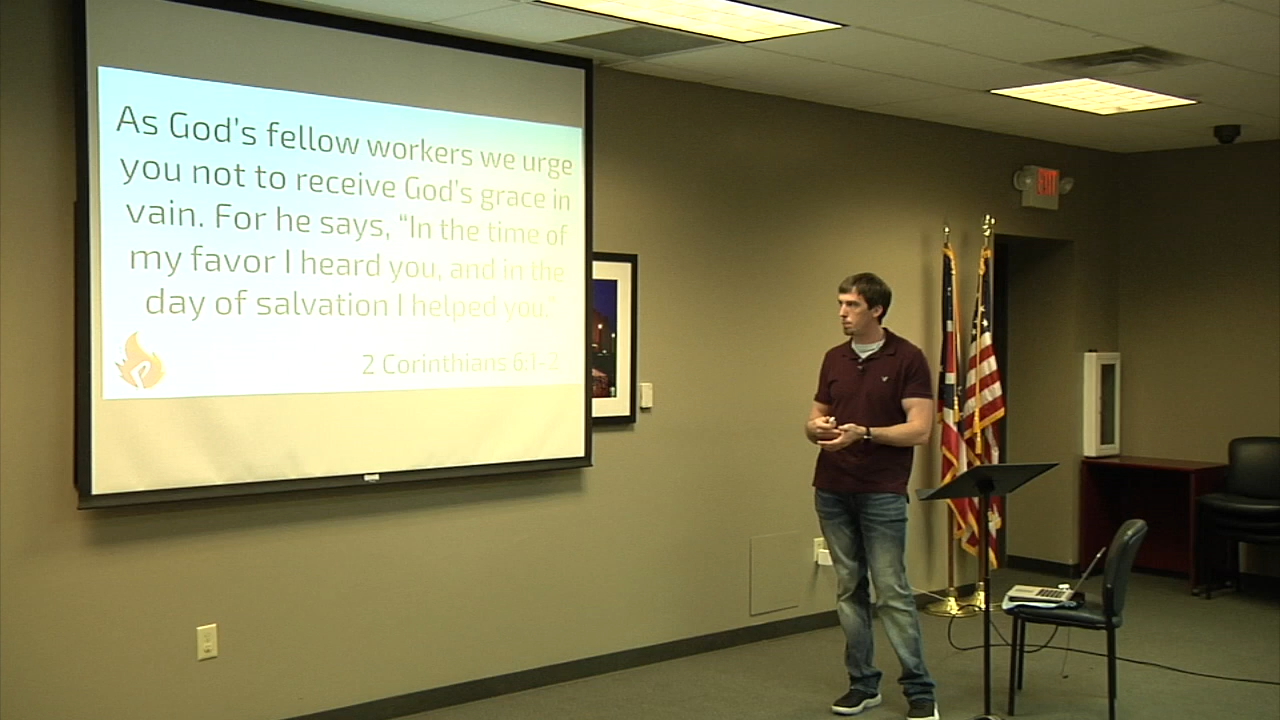 As God's fellow workers we urge
you not to receive God's grace in
vain. For he says, “In the time of
my favor I heard you, and in the
day of salvation I helped you.”
2 Corinthians 6:1-2
EXIT